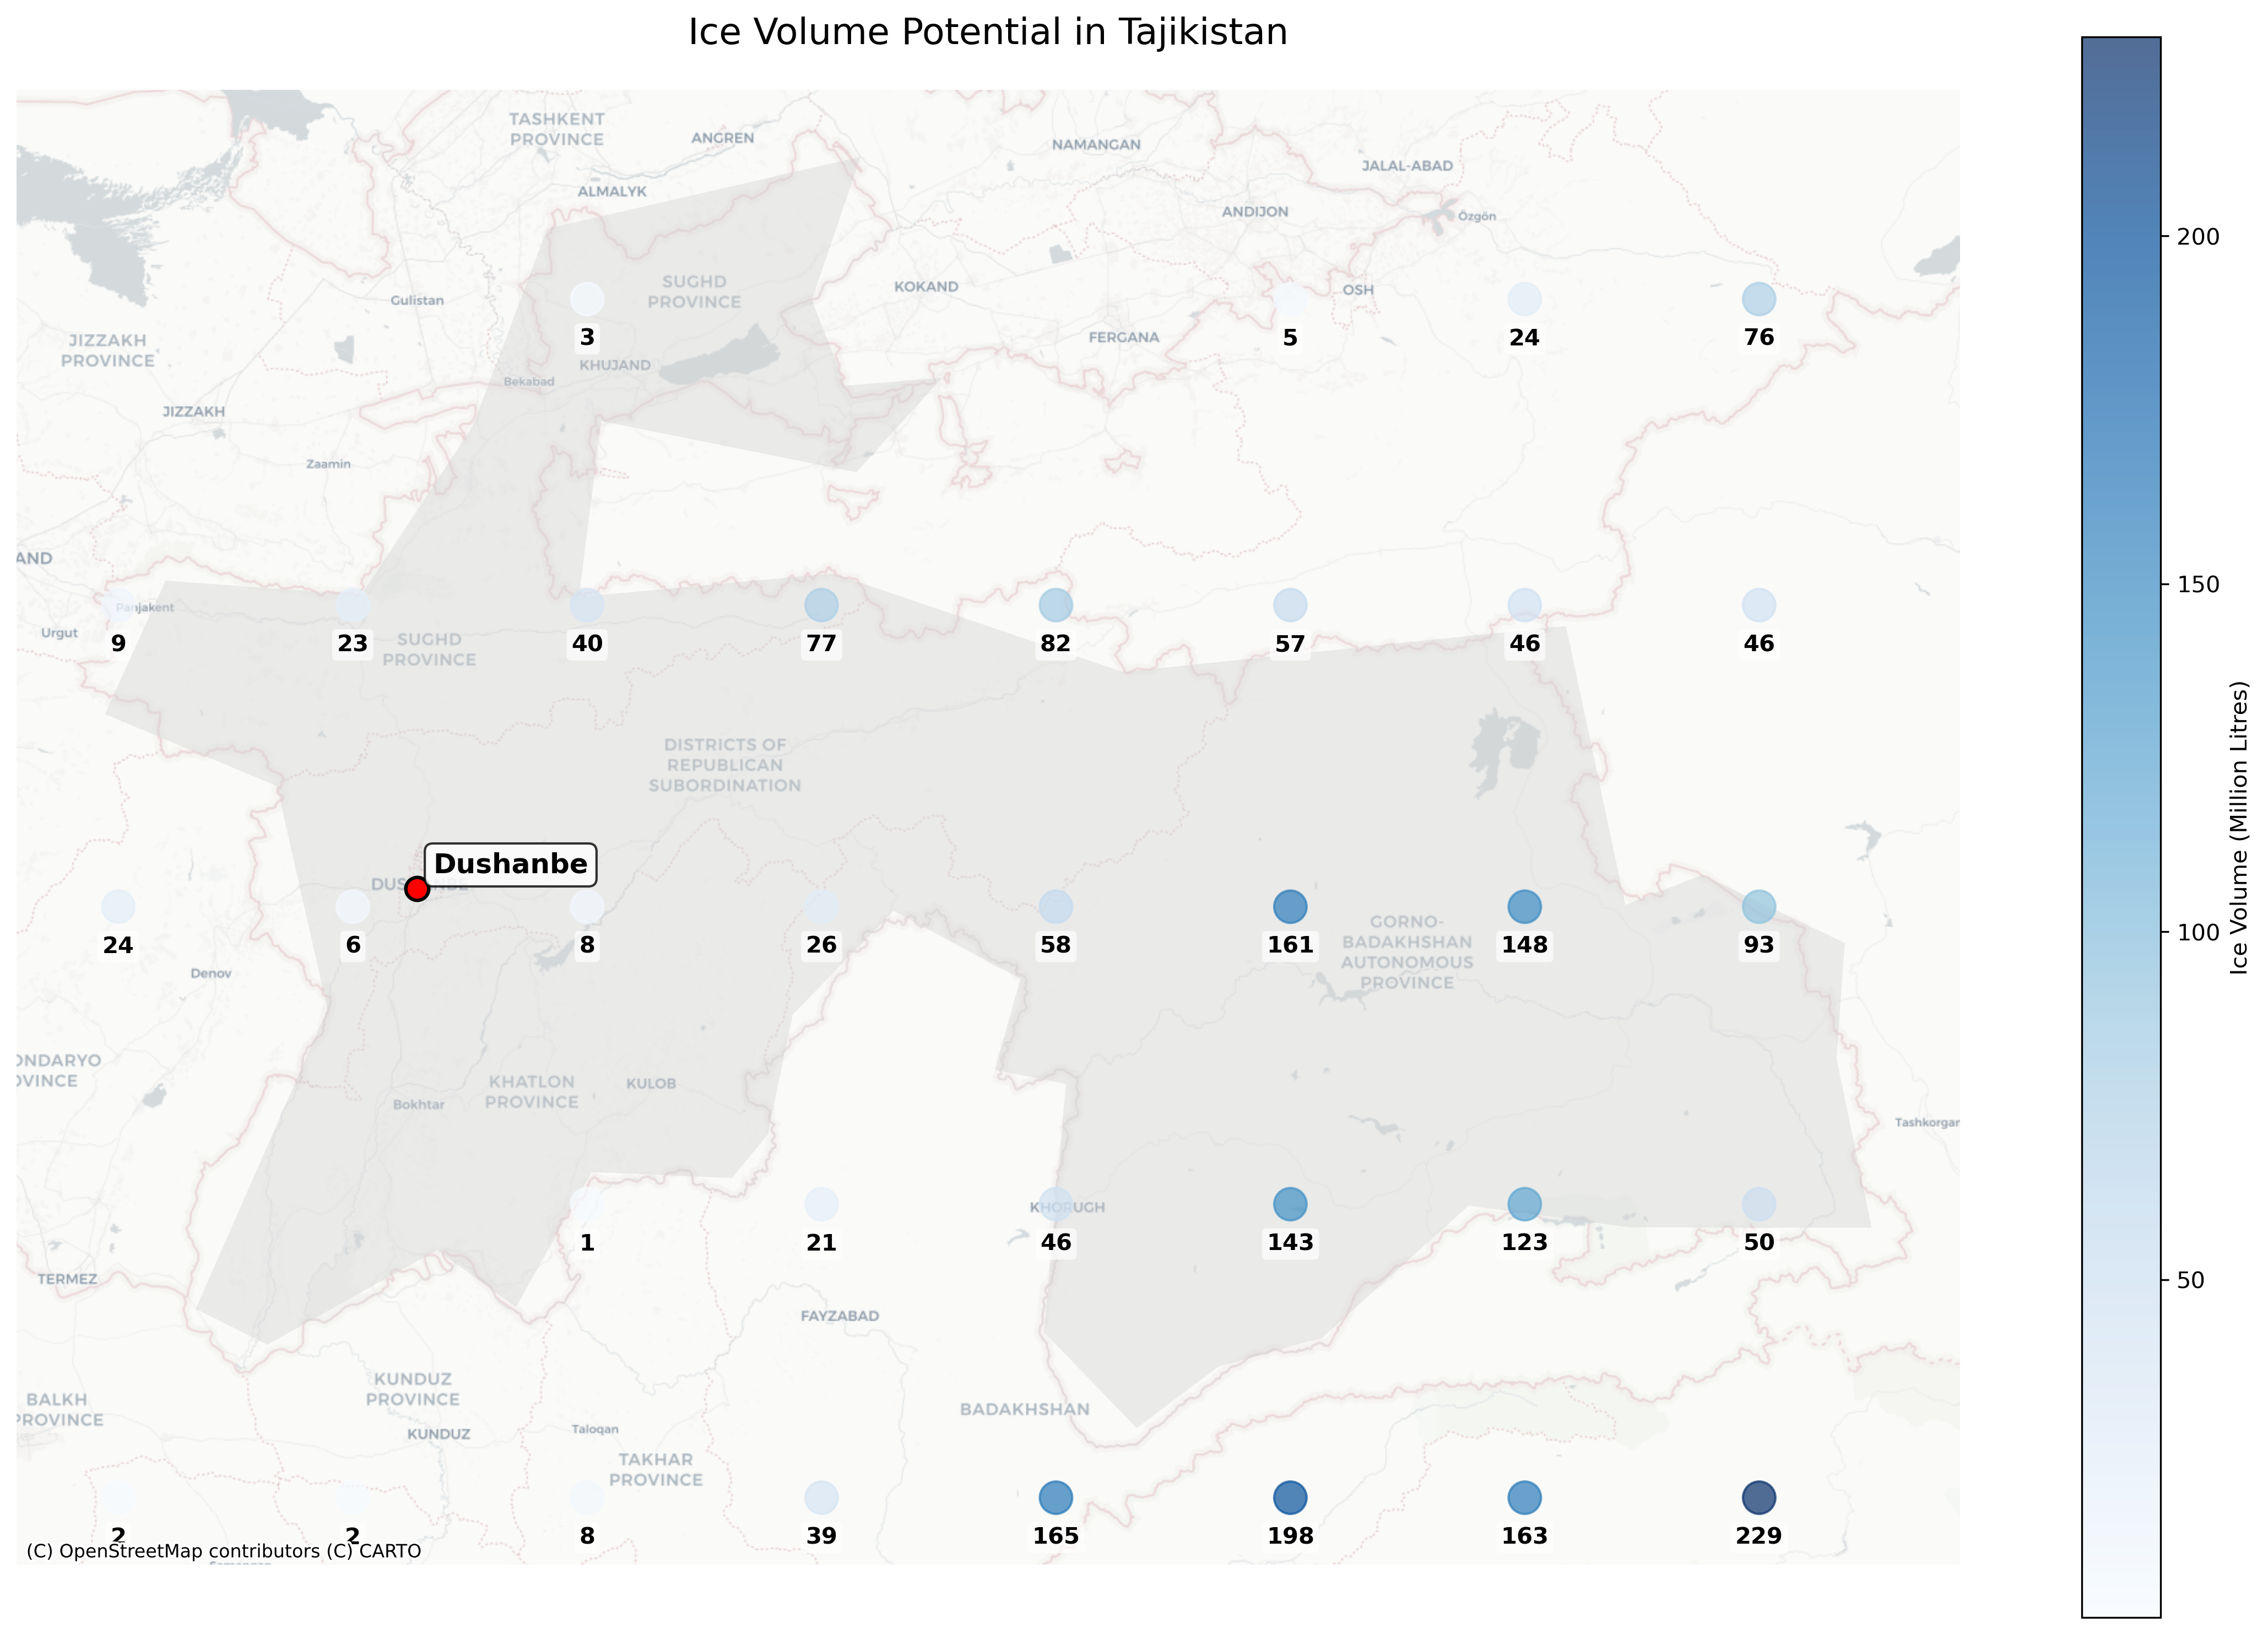 Ice Volume Potential in Tajikistan
TASHKENT
PROVINCE
ANGREN
NAMANGAN
JALAL-ABAD
ALMALYK
ANDIJON
Özgön
SUGHD
PROVINCE
Gulistan
KOKAND
OSH
3
5
24
76
JIZZAKH
PROVINCE
FERGANA
KHUJAND
Bekabad
JIZZAKH
Zaamin
AND
Panjakent
Urgut
9
23
40
77
82
57
46
46
SUGHD
PROVINCE
DISTRICTS OF
REPUBLICAN
SUBORDINATION
Dushanbe
24
6
8
26
58
161
148
93
GORNO-
BADAKHSHAN
AUTONOMOUS
PROVINCE
Denov
ONDARYO
OVINCE
KHATLON
PROVINCE
KULOB
Bokhtar
Tashkorgan
KHORUGH
1
21
46
143
123
50
TERMEZ
FAYZABAD
KUNDUZ
PROVINCE
BALKH
PROVINCE
BADAKHSHAN
KUNDUZ
Taloqan
TAKHAR
PROVINCE
2
2
8
39
165
198
163
229
(C) OpenStreetMap contributors (C) CARTO
200
150
100
50
Ice Volume (Million Litres)